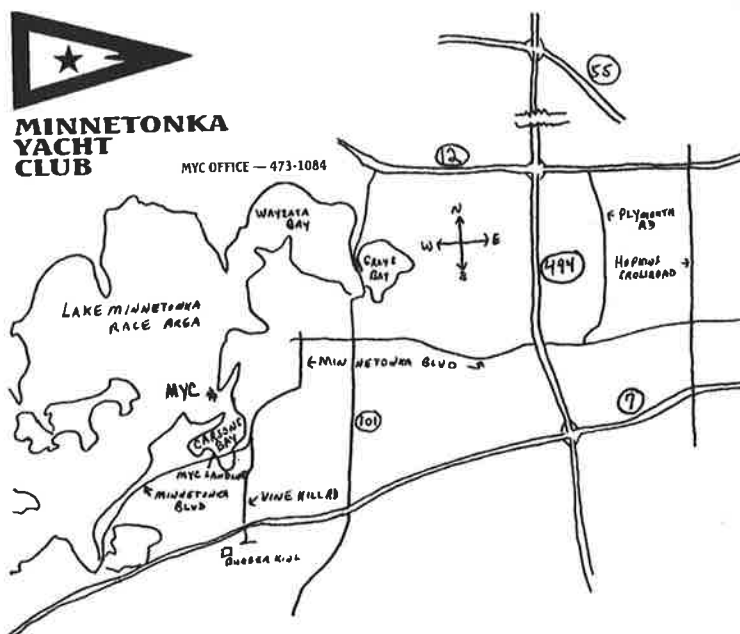 MINNETONKA
YACHT
CLUB
MYC OFFICE — 473-1084
55
12
WAYZATA
BAY
N
W E
S
GRAYS
BAY
PLYMOUTH
RD
HOPKINS
CROSSROAD
494
LAKE MINNETONKA
RACE AREA
MINNETONKA BLVD
MYC
7
101
CARSONS
BAY
MYC LANDING
MINNETONKA
BLVD
VINE HILL RD
BURGER KING